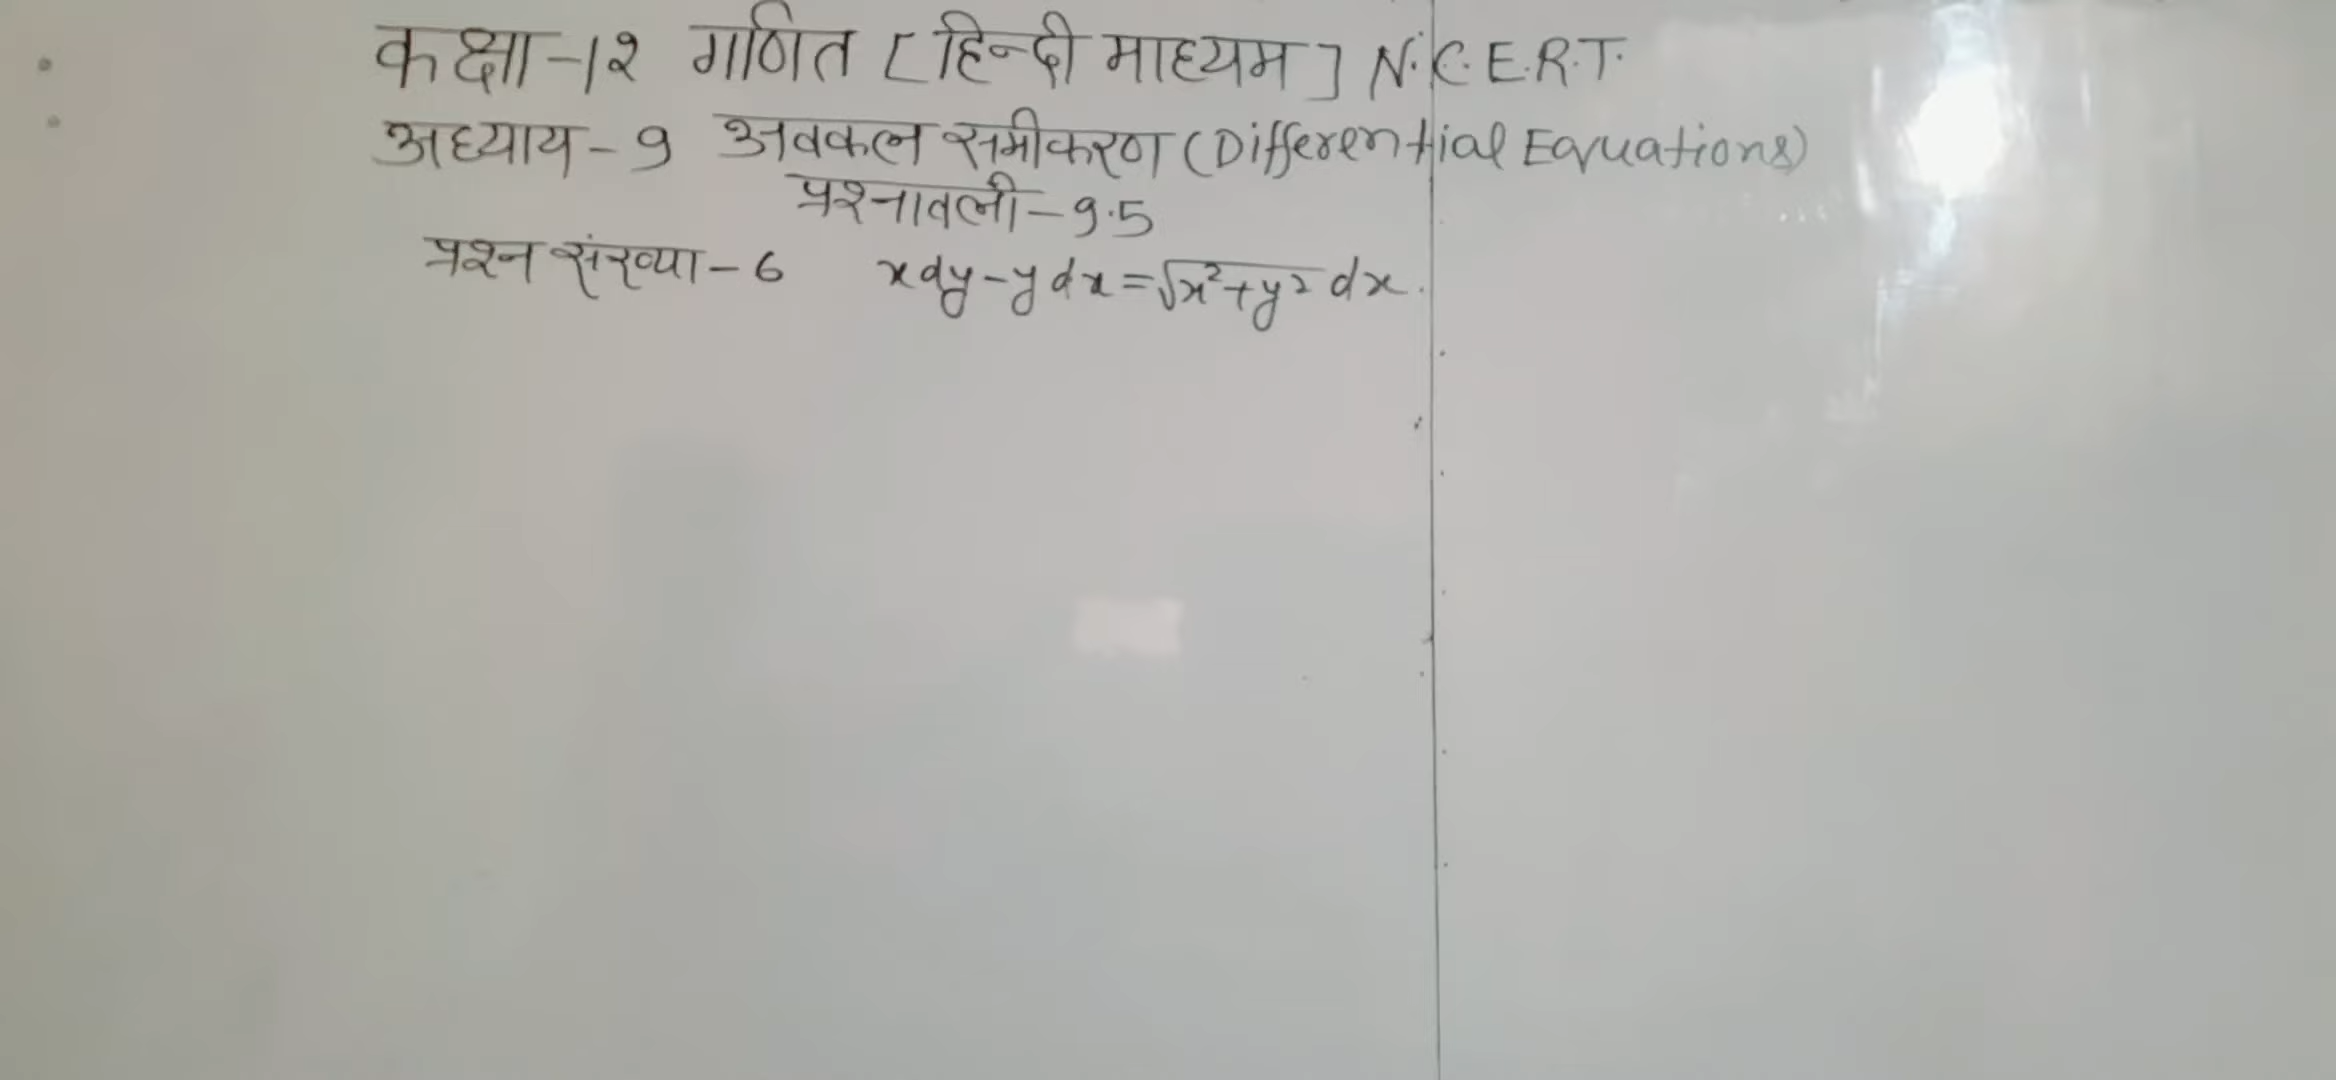 कक्षा-१२ गणित [हिन्दी माध्यम] N.C.E.R.T.
अध्याय-9 अवकल समीकरण (Differential Equations)
प्रश्नावली-9.5
प्रश्न संख्या-6 xdy-ydx=√x²+y² dx.